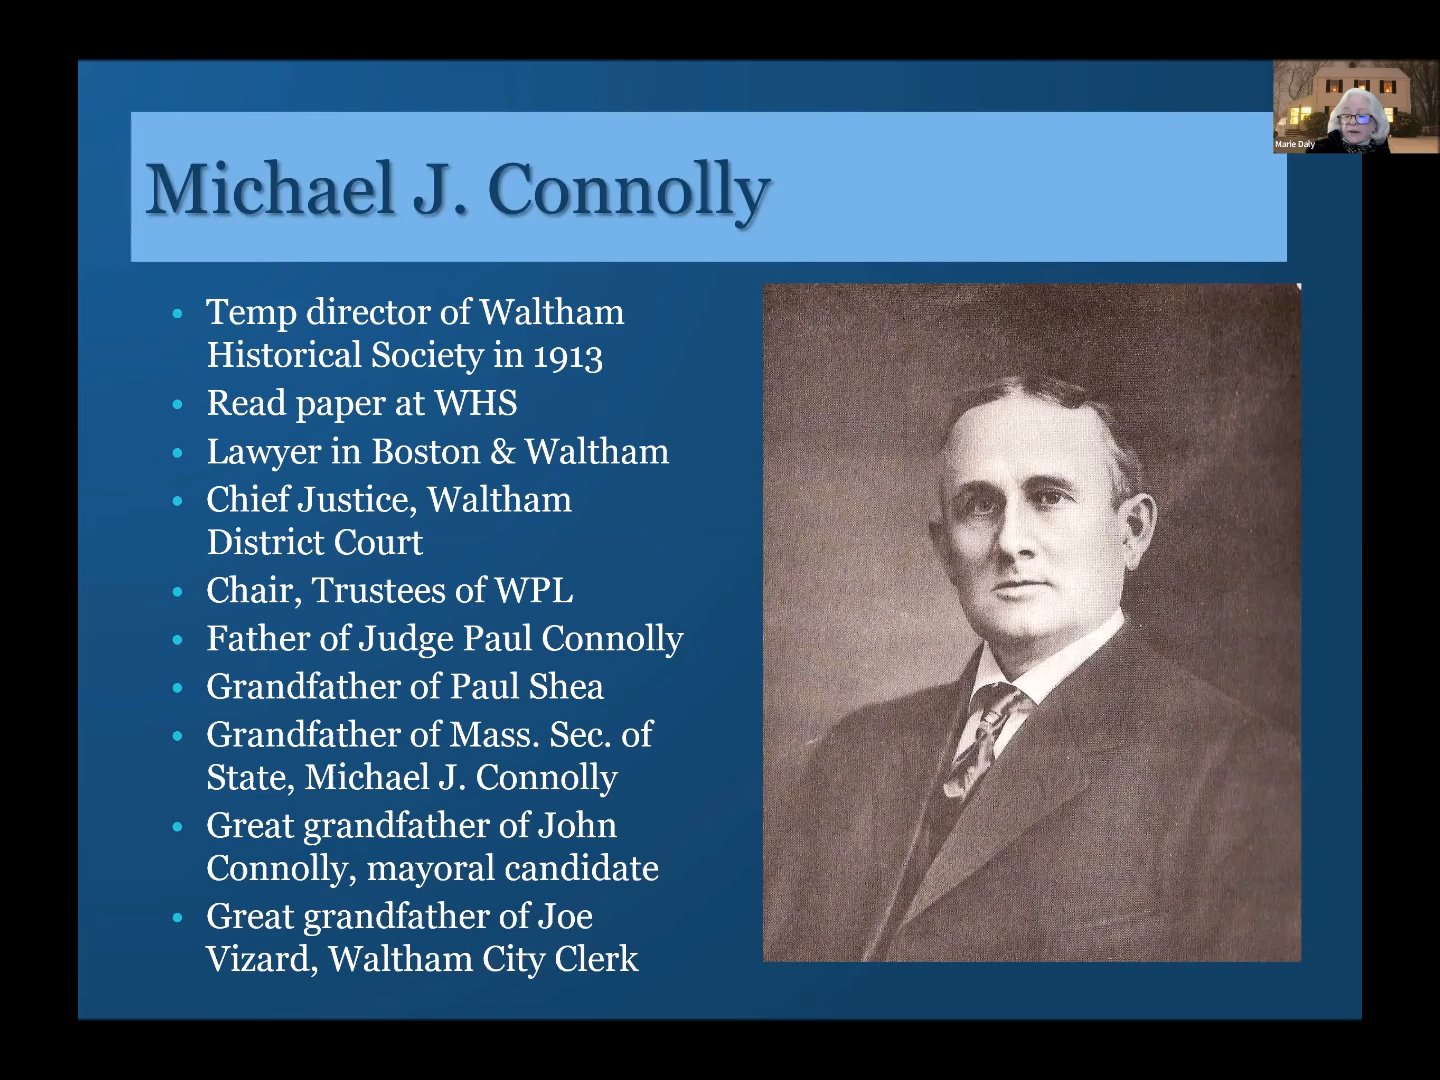 Michael J. Connolly
Marie Daly
• Temp director of Waltham
Historical Society in 1913
• Read paper at WHS
• Lawyer in Boston & Waltham
• Chief Justice, Waltham
District Court
• Chair, Trustees of WPL
• Father of Judge Paul Connolly
• Grandfather of Paul Shea
• Grandfather of Mass. Sec. of
State, Michael J. Connolly
• Great grandfather of John
Connolly, mayoral candidate
• Great grandfather of Joe
Vizard, Waltham City Clerk